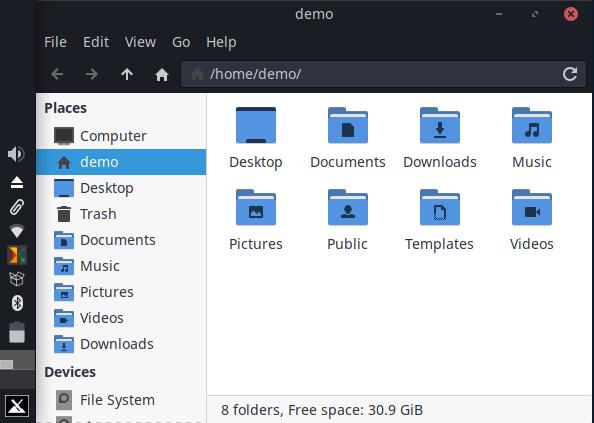 demo
File Edit View Go Help
/home/demo/
Places
Computer
demo
Desktop
Trash
Documents
Music
Pictures
Videos
Downloads
Devices
File System
Desktop Documents Downloads Music
Pictures Public Templates Videos
8 folders, Free space: 30.9 GiB